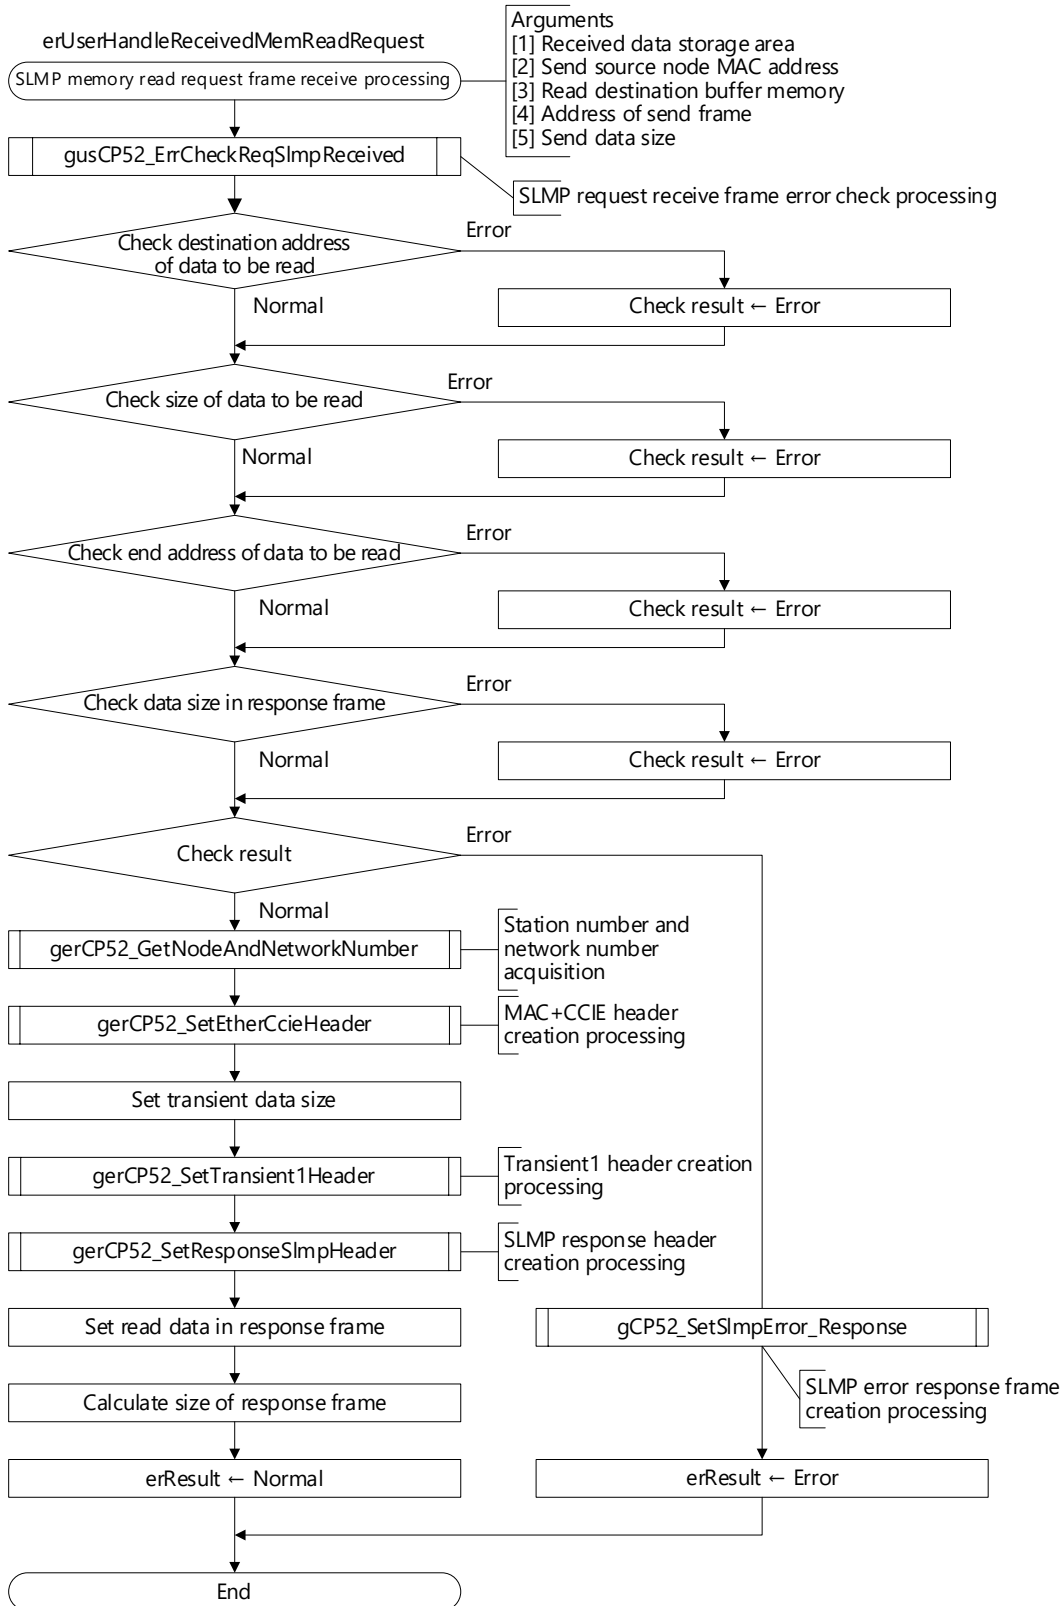 erUserHandleReceivedMemReadRequest
SLMP memory read request frame receive processing
Arguments
[1] Received data storage area
[2] Send source node MAC address
[3] Read destination buffer memory
[4] Address of send frame
[5] Send data size
gusCP52_ErrCheckReqSlmpReceived
SLMP request receive frame error check processing
Check destination address
of data to be read
Error
Normal
Check result ← Error
Check size of data to be read
Error
Normal
Check result ← Error
Check end address of data to be read
Error
Normal
Check result ← Error
Check data size in response frame
Error
Normal
Check result ← Error
Check result
Error
Normal
gerCP52_GetNodeAndNetworkNumber
Station number and
network number
acquisition
gerCP52_SetEtherCcieHeader
MAC+CCIE header
creation processing
Set transient data size
gerCP52_SetTransient1Header
Transient1 header creation
processing
gerCP52_SetResponseSlmpHeader
SLMP response header
creation processing
Set read data in response frame
gCP52_SetSlmpError_Response
Calculate size of response frame
SLMP error response frame
creation processing
erResult ← Normal
erResult ← Error
End